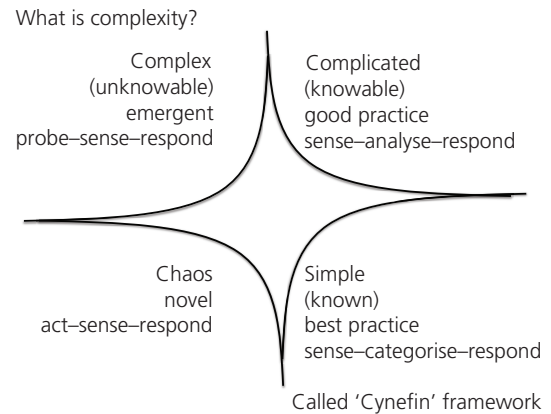 What is complexity?
Complex
(unknowable)
emergent
probe–sense–respond
Complicated
(knowable)
good practice
sense–analyse–respond
Chaos
novel
act–sense–respond
Simple
(known)
best practice
sense–categorise–respond
Called ‘Cynefin’ framework